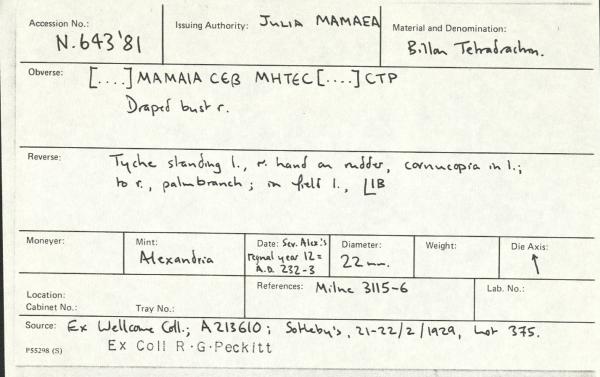 Accession No.: N.643'81
Issuing Authority: JULIA MAMAEA
Material and Denomination: Billon Tetradrachm.
Obverse: [....] MAMAIA CЄB MHTEC [....] CTP
Draped bust r.
Reverse: Tyche standing l., r. hand on rudder, cornucopia in l.;
to r., palmbranch; in field l., LIB
Moneyer:
Mint: Alexandria
Date: Sev. Alex's
regnal year 12 =
A.D. 232-3
Diameter: 22 mm.
Weight:
Die Axis: ↑
Location:
Cabinet No.:
Tray No.:
References: Milne 3115-6
Lab. No.:
Source: Ex Wellcome Coll.; A213610; Sotheby's, 21-22/2/1929, Lot 375.
P55298 (S)
Ex Coll R·G·Peckitt